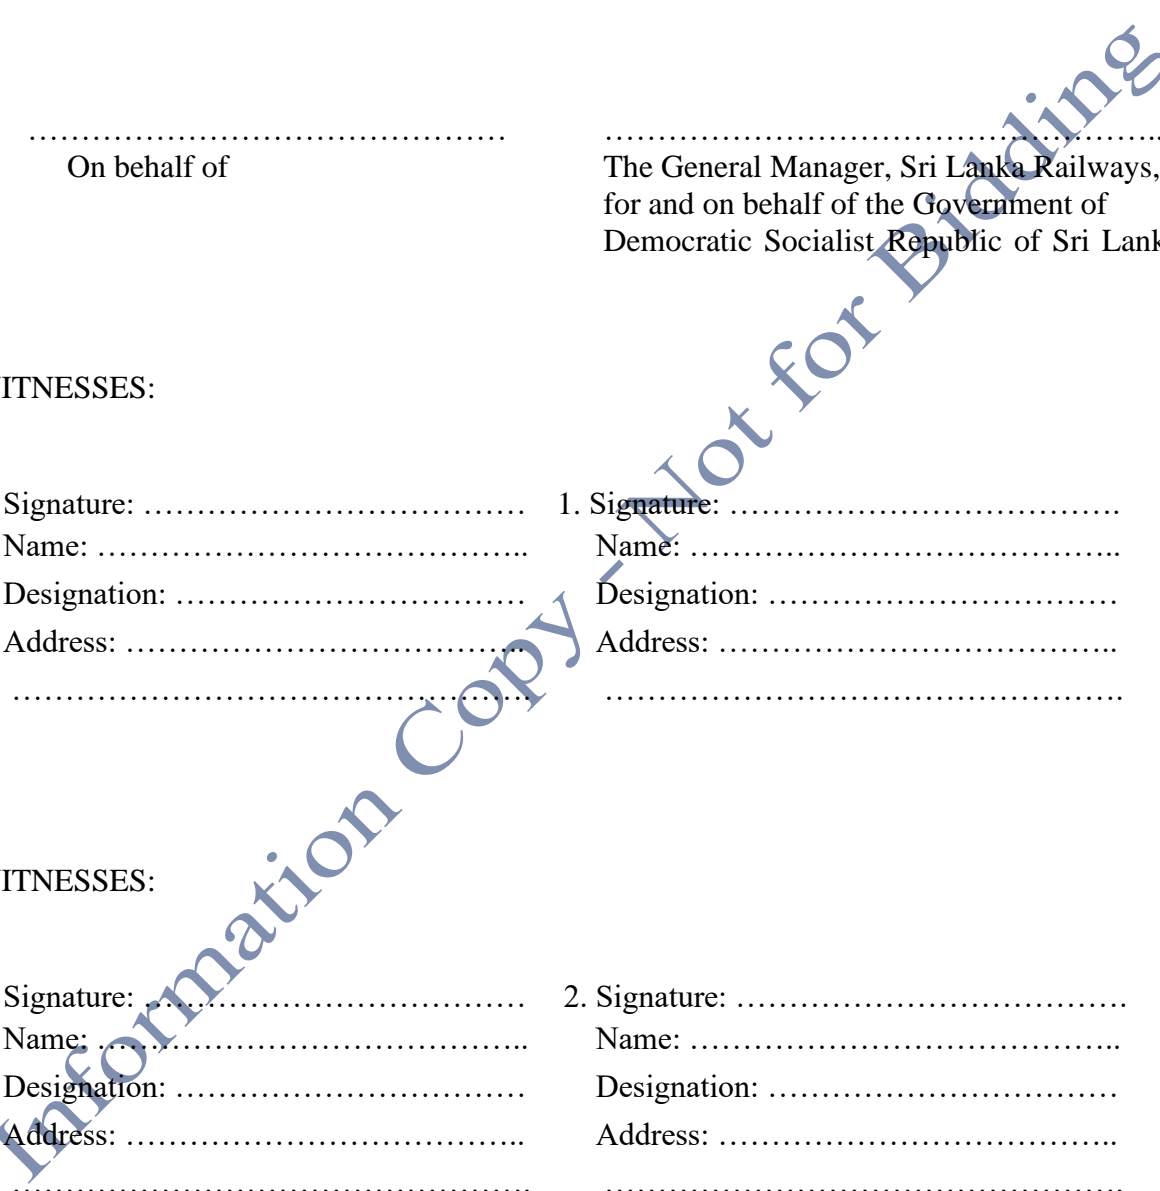 …………………………………………  …………………………………………………..
On behalf of  The General Manager, Sri Lanka Railways,
for and on behalf of the Government of
Democratic Socialist Republic of Sri Lank
ITNESSES:
Signature: ………………………………  1. Signature: ……………………………….
Name: …………………………………..  Name: …………………………………..
Designation: ……………………………  Designation: ……………………………
Address: ………………………………..  Address: ………………………………..
………………………………………….  ………………………………………….
ITNESSES:
Signature: ………………………………  2. Signature: ……………………………….
Name: …………………………………..  Name: …………………………………..
Designation: ……………………………  Designation: ……………………………
Address: ……………………………….  Address: ………………………………..
………………………………………….  ………………………………………….
Information Copy - Not for Bidding